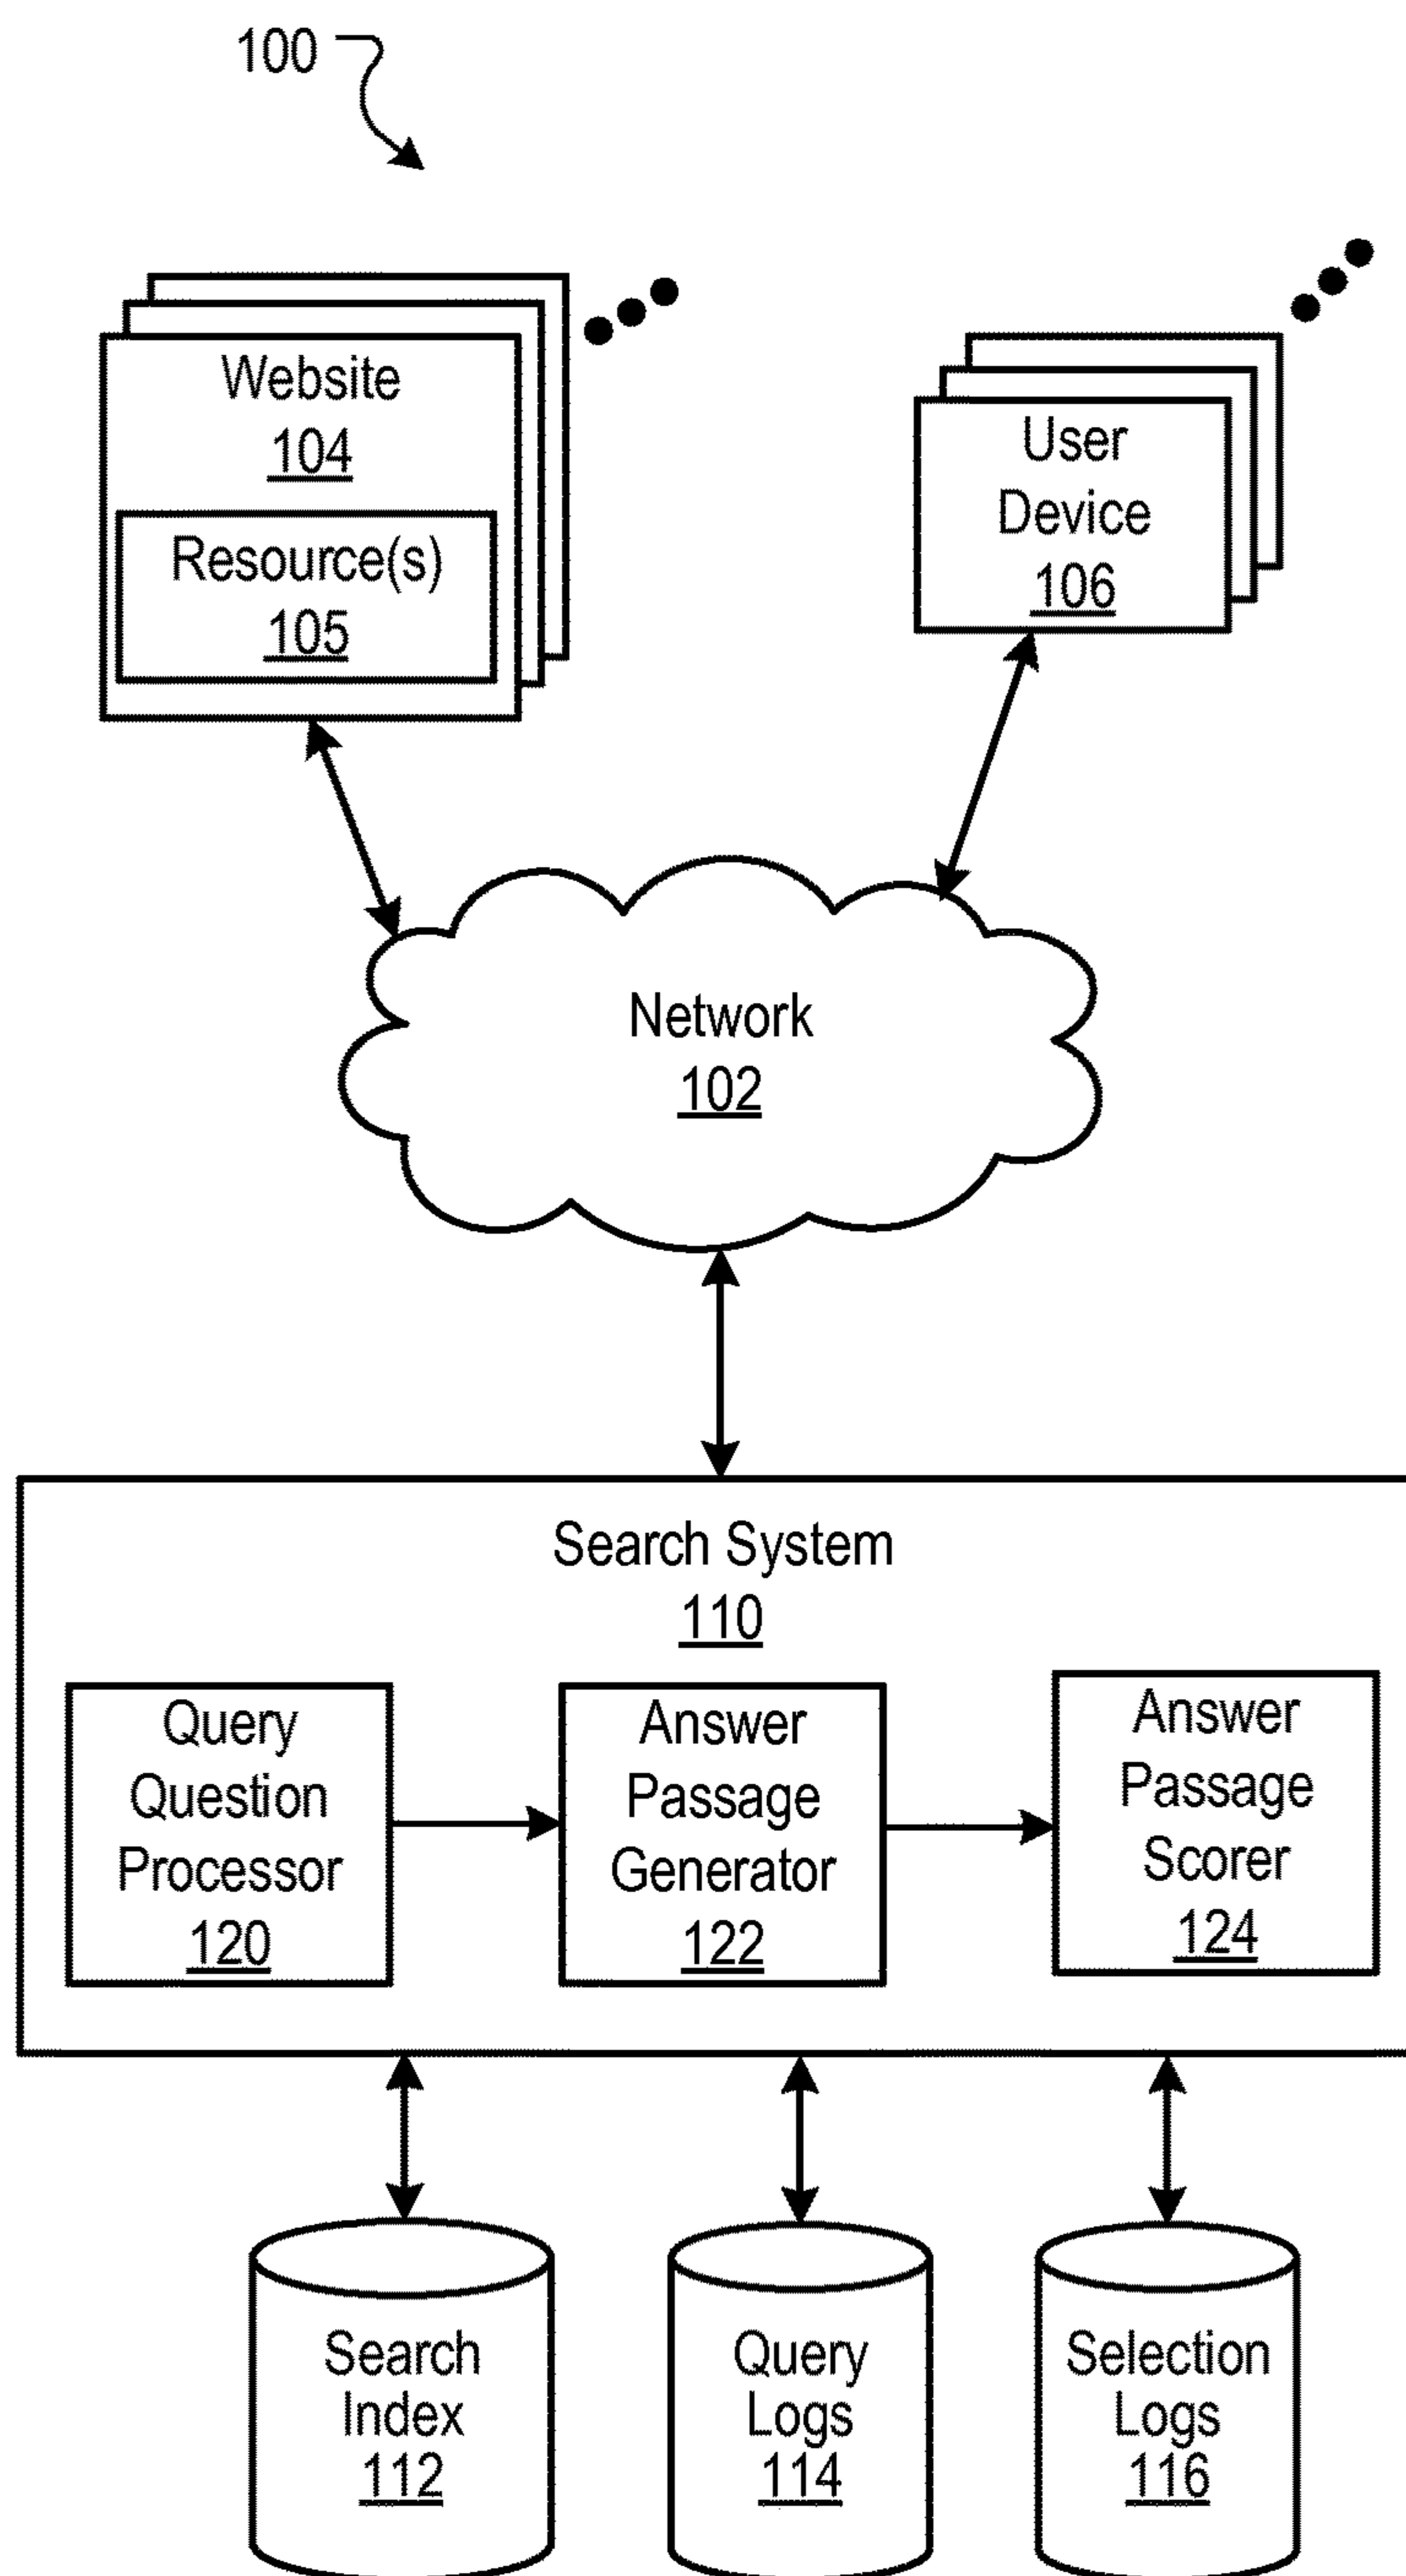 100
Website
104
Resource(s)
105
User
Device
106
Network
102
Search System
110
Query
Question
Processor
120
Answer
Passage
Generator
122
Answer
Passage
Scorer
124
Search
Index
112
Query
Logs
114
Selection
Logs
116